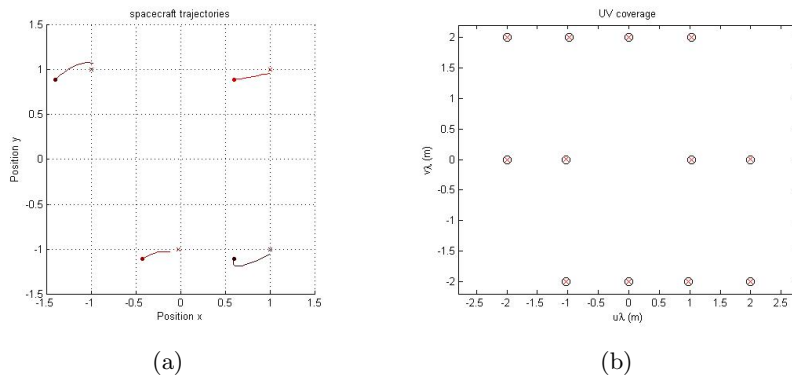 spacecraft trajectories
1.5
1
0.5
0
-0.5
-1
-1.5
Position y
-1.5 -1 -0.5 0 0.5 1 1.5
Position x
(a)
UV coverage
2
1.5
1
0.5
0
-0.5
-1
-1.5
-2
vλ (m)
-2.5 -2 -1.5 -1 -0.5 0 0.5 1 1.5 2 2.5
uλ (m)
(b)